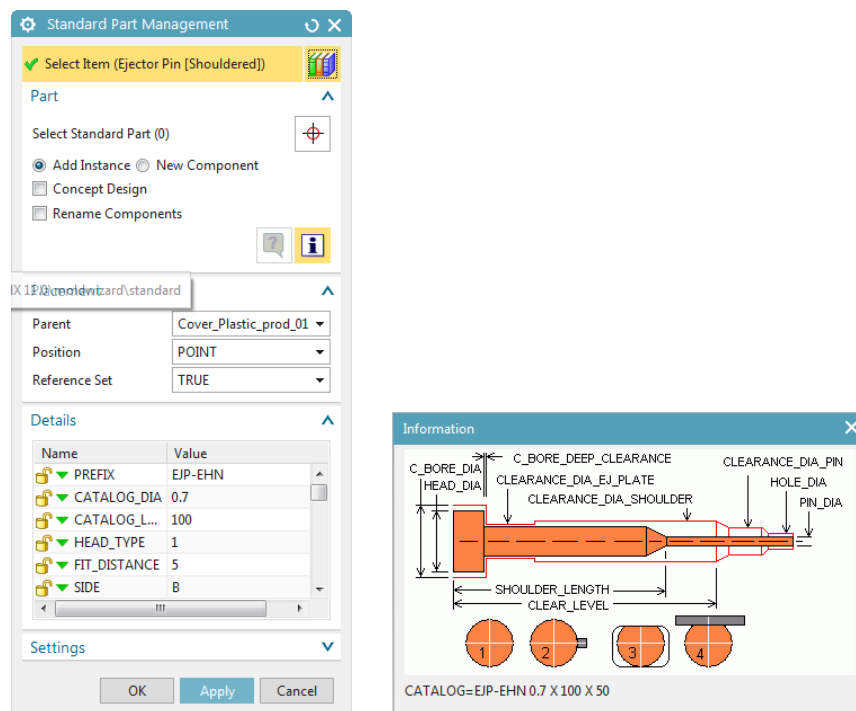 Standard Part Management
Select Item (Ejector Pin [Shouldered])
Part
Select Standard Part (0)
Add Instance
New Component
Concept Design
Rename Components
?
i
\moldwizard\standard
Parent
Cover_Plastic_prod_01
Position
POINT
Reference Set
TRUE
Details
Name Value
PREFIX EJP-EHN
CATALOG_DIA 0.7
CATALOG_L... 100
HEAD_TYPE 1
FIT_DISTANCE 5
SIDE B
Settings
OK Apply Cancel
Information
C_BORE_DIA
C_BORE_DEEP_CLEARANCE
CLEARANCE_DIA_PIN
HEAD_DIA
CLEARANCE_DIA_EJ_PLATE
HOLE_DIA
CLEARANCE_DIA_SHOULDER
PIN_DIA
SHOULDER_LENGTH
CLEAR_LEVEL
1 2 3 4
CATALOG=EJP-EHN 0.7 X 100 X 50